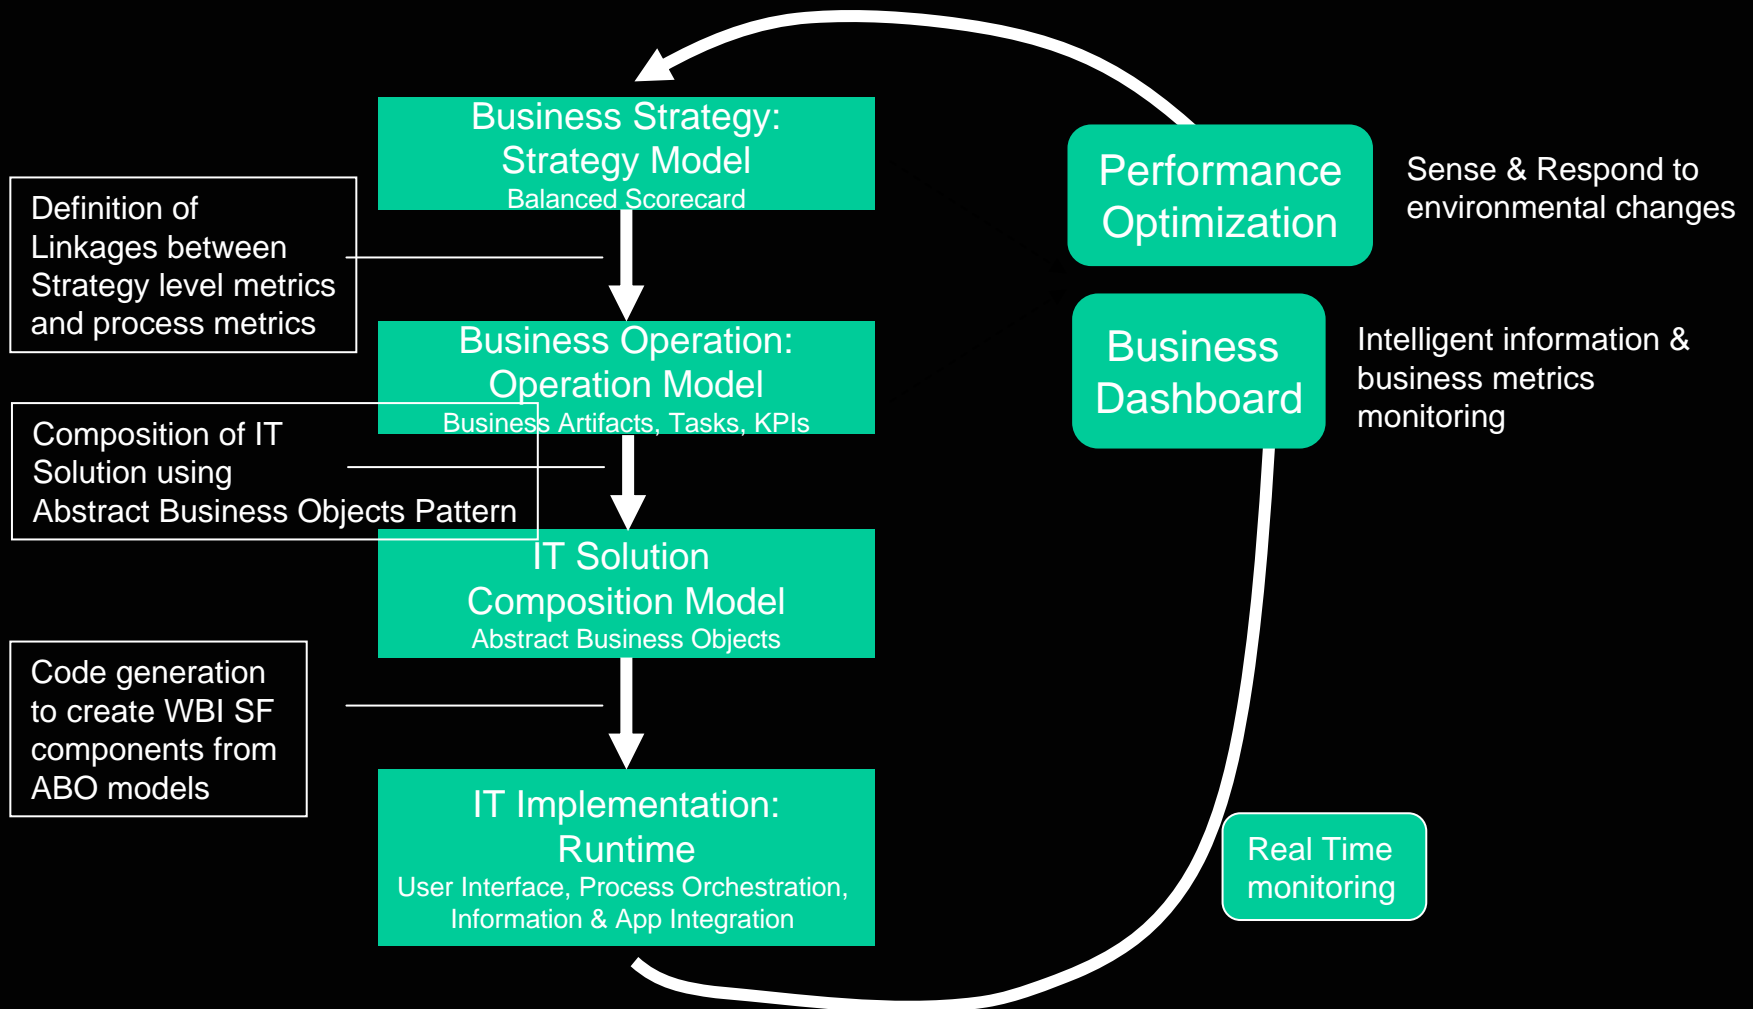 Business Strategy:
Strategy Model
Balanced Scorecard
Definition of
Linkages between
Strategy level metrics
and process metrics
Business Operation:
Operation Model
Business Artifacts, Tasks, KPIs
Composition of IT
Solution using
Abstract Business Objects Pattern
IT Solution
Composition Model
Abstract Business Objects
Code generation
to create WBI SF
components from
ABO models
IT Implementation:
Runtime
User Interface, Process Orchestration,
Information & App Integration
Performance
Optimization
Sense & Respond to
environmental changes
Business
Dashboard
Intelligent information &
business metrics
monitoring
Real Time
monitoring